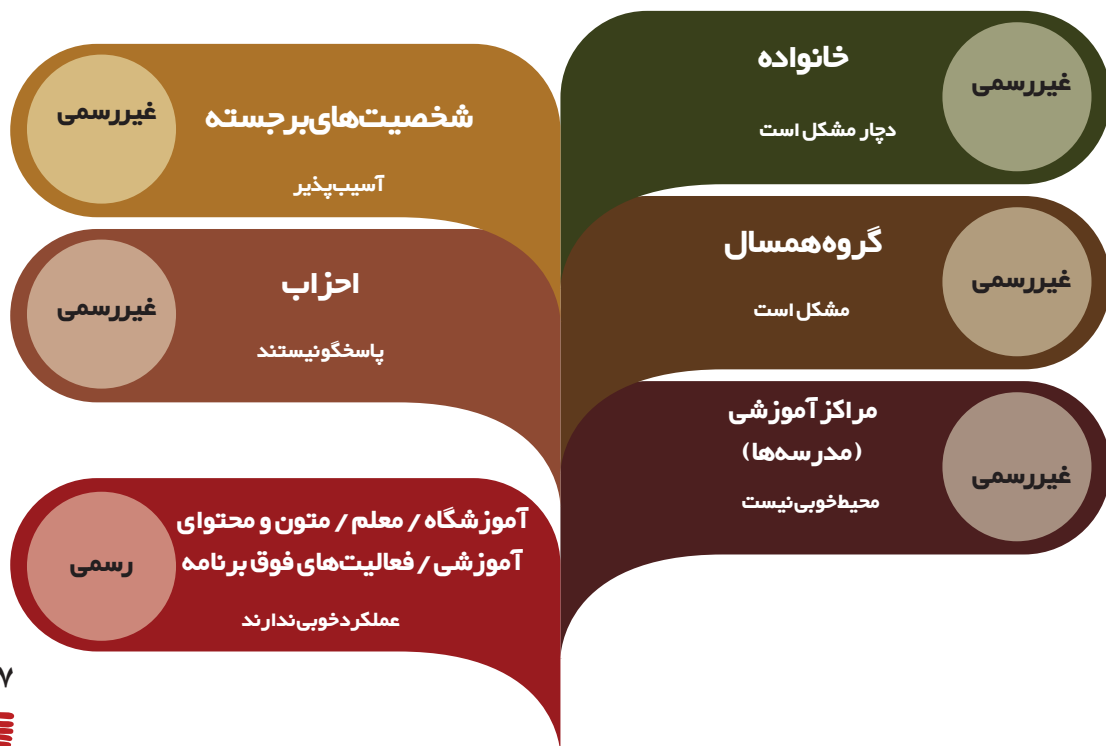 خانواده
دچار مشکل است
غیررسمی
گروه همسال
مشکل است
غیررسمی
مراکز آموزشی
(مدرسه‌ها)
محیط خوبی نیست
غیررسمی
شخصیت‌های برجسته
آسیب‌پذیر
غیررسمی
احزاب
پاسخگو نیستند
غیررسمی
آموزشگاه / معلم / متون و محتوای
آموزشی / فعالیت‌های فوق برنامه
عملکرد خوبی ندارند
رسمی
۷